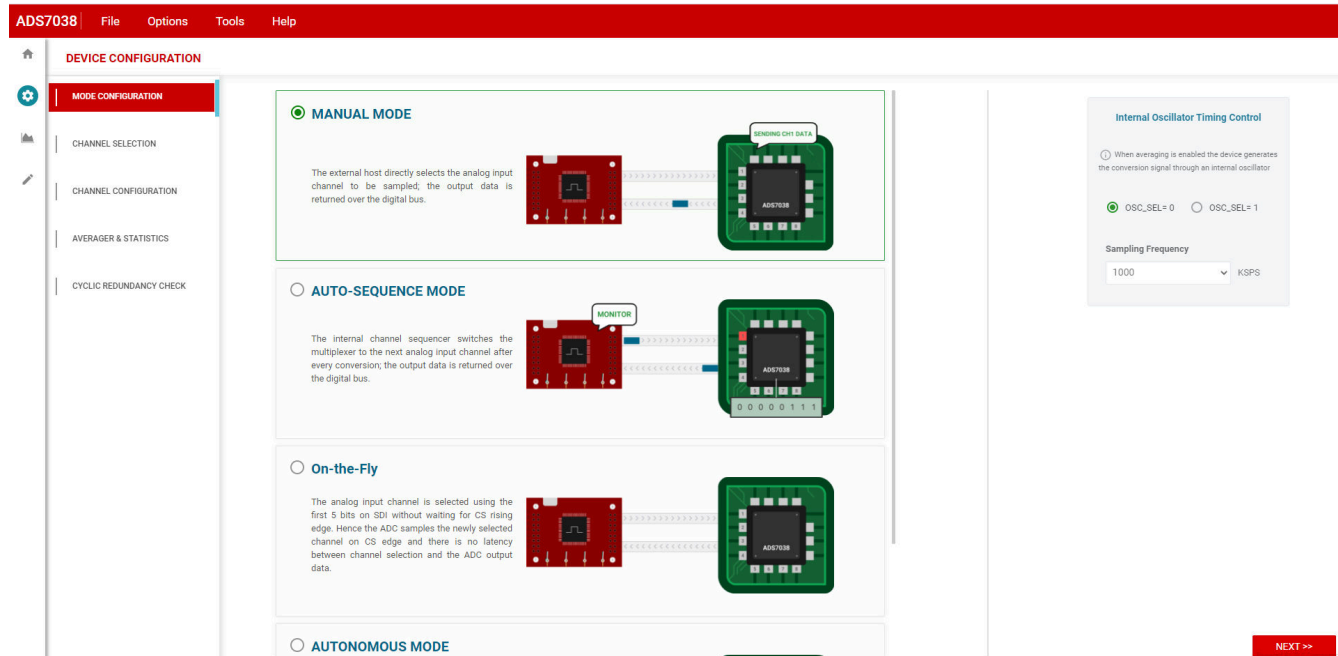 ADS7038 File Options Tools Help
DEVICE CONFIGURATION
MODE CONFIGURATION
CHANNEL SELECTION
CHANNEL CONFIGURATION
AVERAGER & STATISTICS
CYCLIC REDUNDANCY CHECK
MANUAL MODE
The external host directly selects the analog input
channel to be sampled; the output data is
returned over the digital bus.
SENDING CH1 DATA
ADS7038
AUTO-SEQUENCE MODE
The internal channel sequencer switches the
multiplexer to the next analog input channel after
every conversion; the output data is returned over
the digital bus.
MONITOR
ADS7038
0 0 0 0 0 1 1 1
On-the-Fly
The analog input channel is selected using the
first 5 bits on SDI without waiting for CS rising
edge. Hence the ADC samples the newly selected
channel on CS edge and there is no latency
between channel selection and the ADC output
data.
ADS7038
AUTONOMOUS MODE
Internal Oscillator Timing Control
When averaging is enabled the device generates
the conversion signal through an internal oscillator
OSC_SEL= 0 OSC_SEL= 1
Sampling Frequency
1000 KSPS
NEXT >>